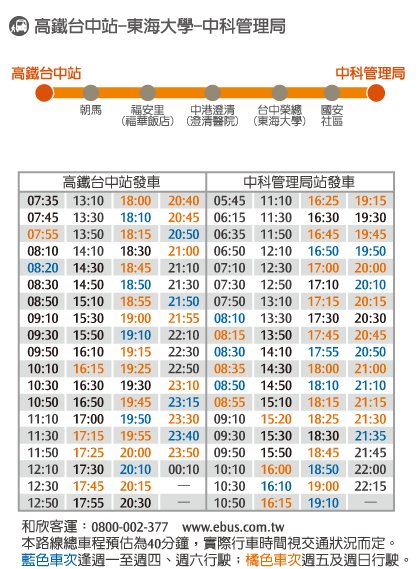 高鐵台中站-東海大學-中科管理局
高鐵台中站 中科管理局
朝馬 福安里 中港澄清 台中榮總 國安
(福華飯店) (澄清醫院) (東海大學) 社區
高鐵台中站發車 中科管理局站發車
07:35 13:10 18:00 20:40 05:45 11:10 16:25 19:15
07:45 13:30 18:10 20:45 06:15 11:30 16:30 19:30
07:55 13:50 18:15 20:50 06:35 11:50 16:45 19:45
08:10 14:10 18:30 21:00 06:50 12:10 16:50 19:50
08:20 14:30 18:45 21:10 07:10 12:30 17:00 20:00
08:30 14:50 18:50 21:30 07:30 12:50 17:10 20:10
08:50 15:10 18:55 21:50 07:50 13:10 17:15 20:15
09:10 15:30 19:00 21:55 08:10 13:30 17:30 20:30
09:30 15:50 19:10 22:10 08:15 13:50 17:45 20:45
09:50 16:10 19:15 22:30 08:30 14:10 17:55 20:50
10:10 16:15 19:25 22:50 08:35 14:30 18:00 21:00
10:30 16:30 19:30 23:10 08:50 14:50 18:10 21:10
10:50 16:50 19:45 23:15 08:55 15:10 18:15 21:15
11:10 17:00 19:50 23:30 09:10 15:20 18:25 21:30
11:30 17:15 19:55 23:40 09:30 15:30 18:30 21:35
11:50 17:25 20:00 23:50 09:50 15:50 18:45 21:45
12:10 17:30 20:10 00:10 10:10 16:00 18:50 22:00
12:30 17:45 20:15 — 10:30 16:10 19:00 22:15
12:50 17:55 20:30 — 10:50 16:15 19:10 —
和欣客運：0800-002-377 www.ebus.com.tw
本路線總車程預估為40分鐘，實際行車時間視交通狀況而定。
藍色車次逢週一至週四、週六行駛；橘色車次週五及週日行駛。